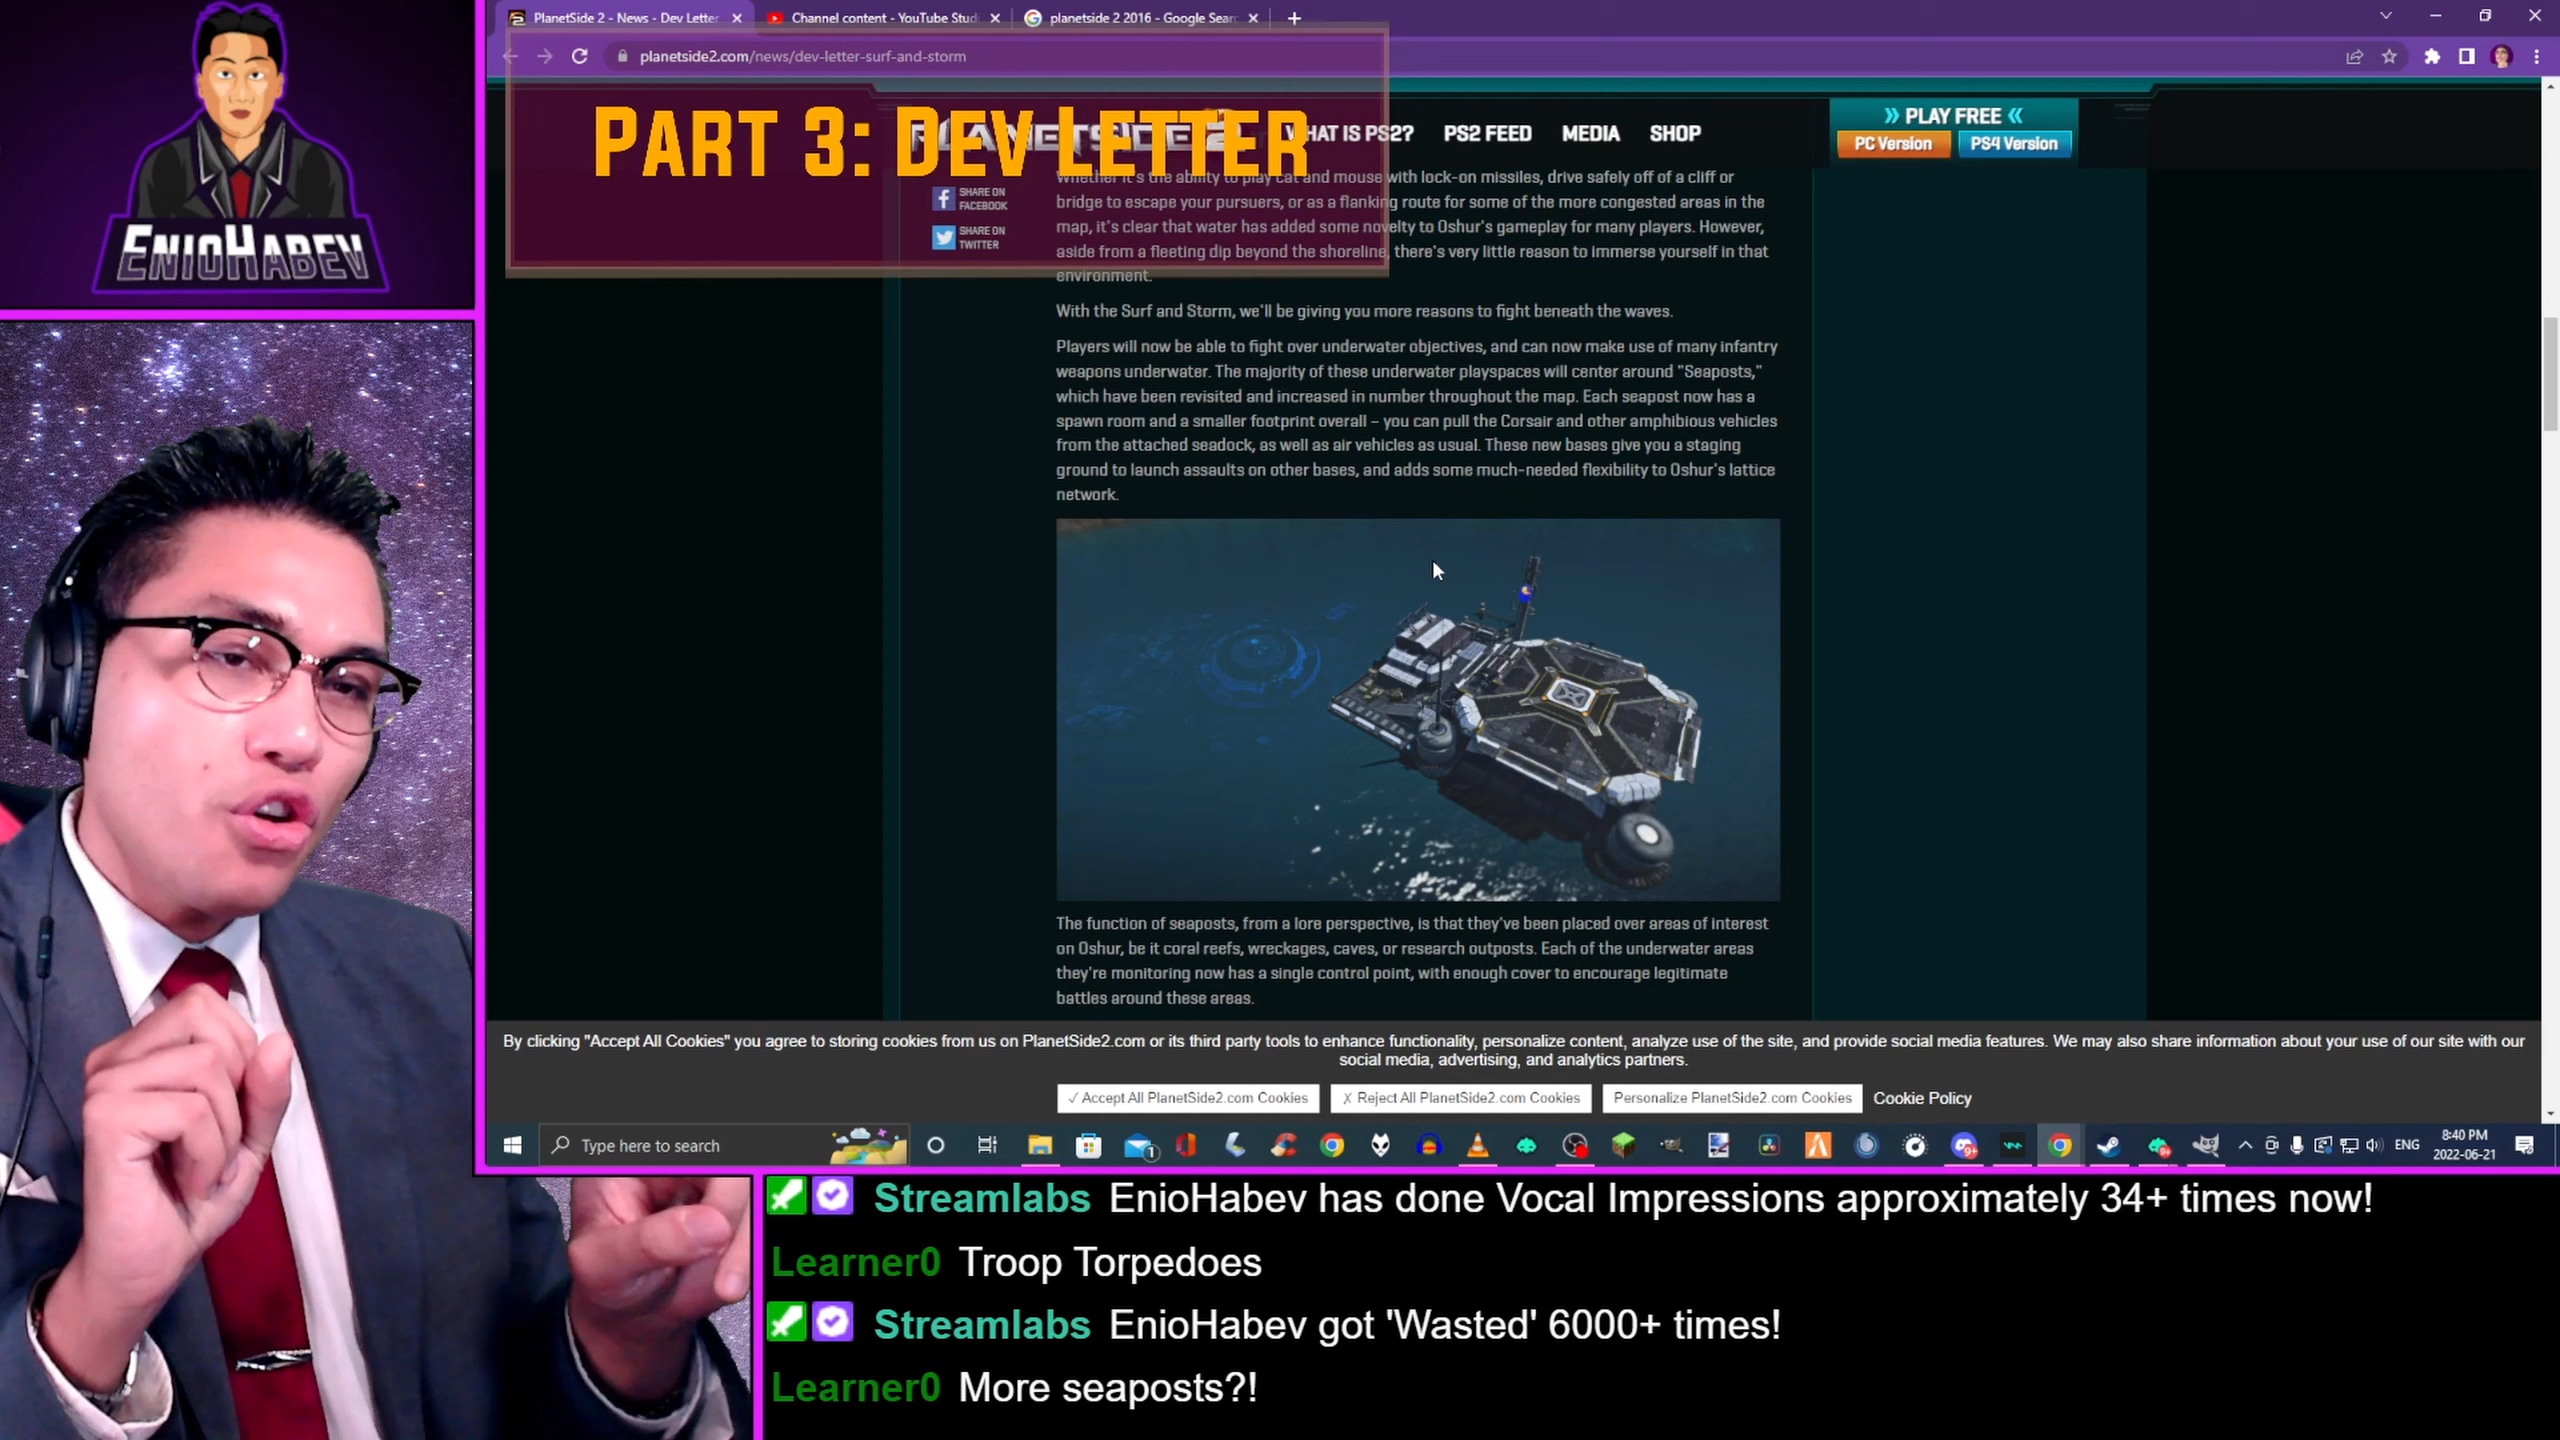 PlanetSide 2 - News - Dev Letter
Channel content - YouTube Stud
planetside 2 2016 - Google Sear
planetside2.com/news/dev-letter-surf-and-storm
Part 3: Dev Letter
PLANETSIDE 2
WHAT IS PS2?
PS2 FEED
MEDIA
SHOP
PLAY FREE
PC Version
PS4 Version
ENIOHABEV
SHARE ON
FACEBOOK
SHARE ON
TWITTER
Whether it's the ability to play cat and mouse with lock-on missiles, drive safely off of a cliff or
bridge to escape your pursuers, or as a flanking route for some of the more congested areas in the
map, it's clear that water has added some novelty to Oshur's gameplay for many players. However,
aside from a fleeting dip beyond the shoreline, there's very little reason to immerse yourself in that
environment.
With the Surf and Storm, we'll be giving you more reasons to fight beneath the waves.
Players will now be able to fight over underwater objectives, and can now make use of many infantry
weapons underwater. The majority of these underwater playspaces will center around "Seaposts,"
which have been revisited and increased in number throughout the map. Each seapost now has a
spawn room and a smaller footprint overall – you can pull the Corsair and other amphibious vehicles
from the attached seadock, as well as air vehicles as usual. These new bases give you a staging
ground to launch assaults on other bases, and adds some much-needed flexibility to Oshur's lattice
network.
The function of seaposts, from a lore perspective, is that they've been placed over areas of interest
on Oshur, be it coral reefs, wreckages, caves, or research outposts. Each of the underwater areas
they're monitoring now has a single control point, with enough cover to encourage legitimate
battles around these areas.
By clicking "Accept All Cookies" you agree to storing cookies from us on PlanetSide2.com or its third party tools to enhance functionality, personalize content, analyze use of the site, and provide social media features. We may also share information about your use of our site with our
social media, advertising, and analytics partners.
✓ Accept All PlanetSide2.com Cookies
X Reject All PlanetSide2.com Cookies
Personalize PlanetSide2.com Cookies
Cookie Policy
Type here to search
ENG
8:40 PM
2022-06-21
Streamlabs EnioHabev has done Vocal Impressions approximately 34+ times now!
Learner0 Troop Torpedoes
Streamlabs EnioHabev got 'Wasted' 6000+ times!
Learner0 More seaposts?!